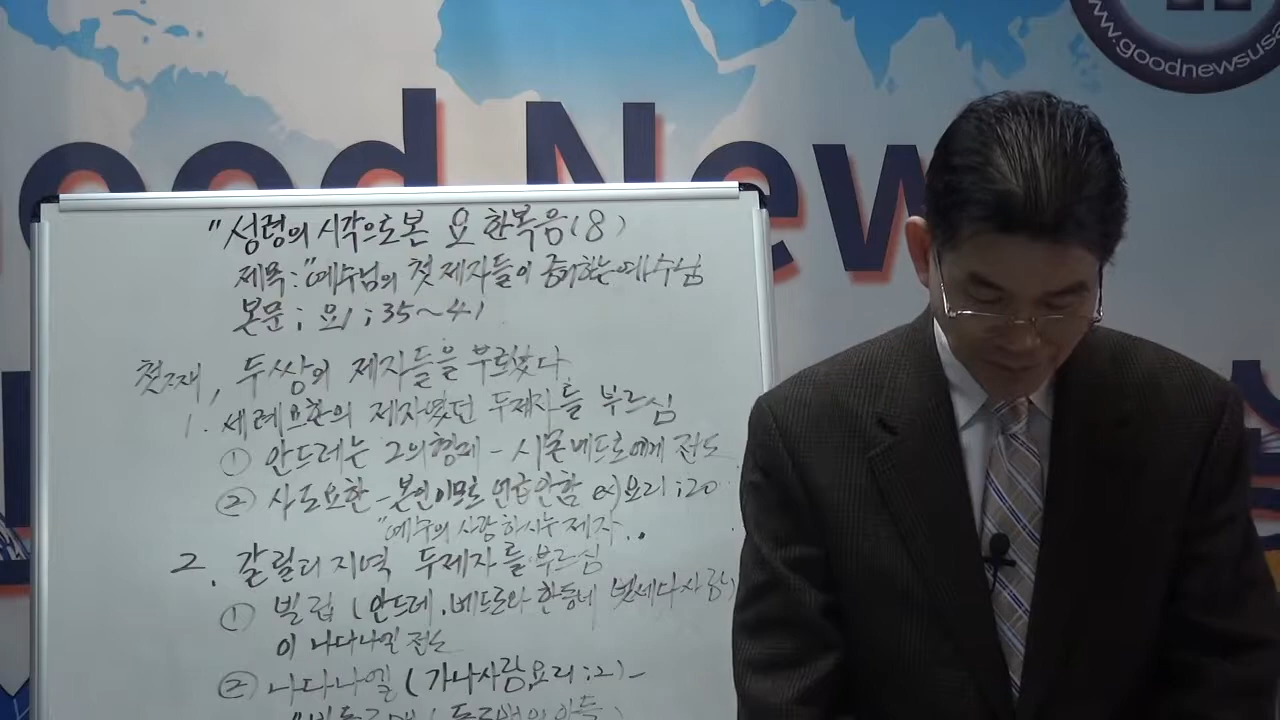 www.goodnewsusa
Good News
"성령의 시각으로 본 요한복음(8)
제목 : "예수님의 첫 제자들이 증거하는 예수님
본문 ; 요1 ; 35~41
첫째, 두쌍의 제자들을 부르셨다.
1. 세례요한의 제자였던 두제자를 부르심
① 안드레는 2의형제 - 시몬베드로에게 전도
② 사도요한 - 본인이므로 언급안함 ex)요21;20
"예수의 사랑하시는 제자..
2. 갈릴리지역 두제자를 부르심
① 빌립 (안드레, 베드로와 한동네 벳세다사람)
이 나다나엘 전도
② 나다나엘 (가나사람, 요21:2) -